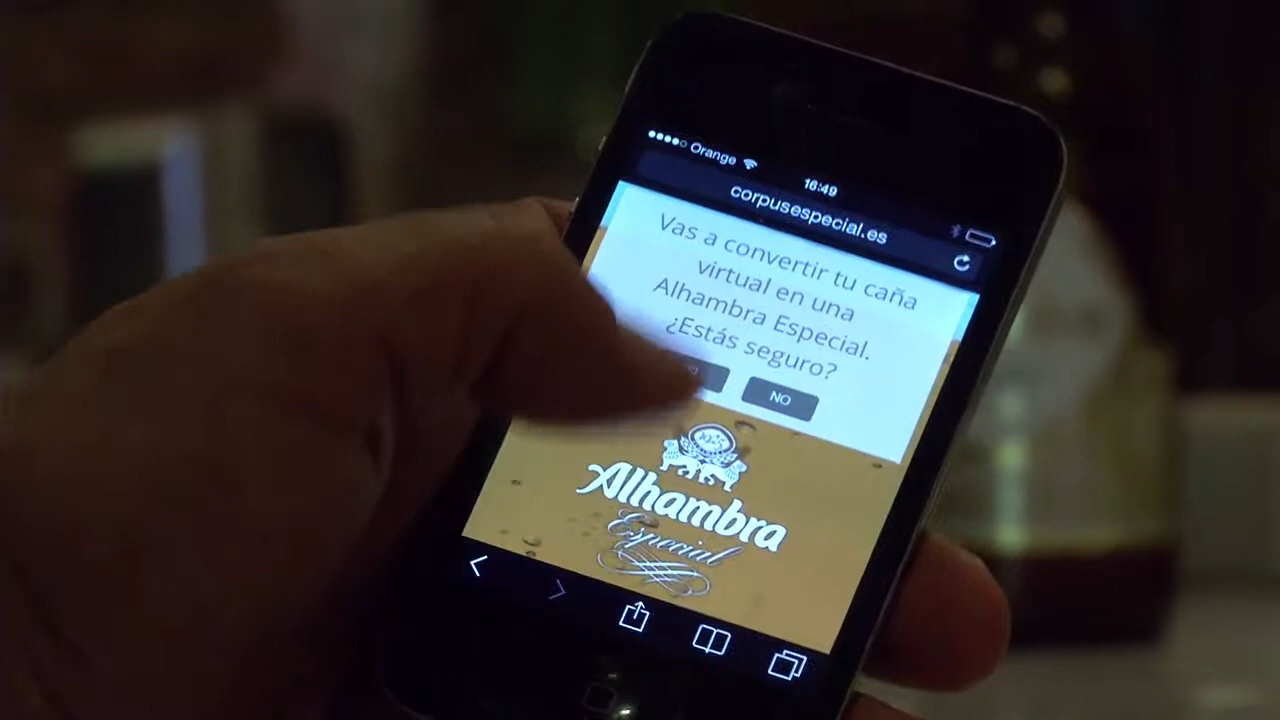 Orange
16:49
corpusespecial.es
Vas a convertir tu caña
virtual en una
Alhambra Especial.
¿Estás seguro?
NO
1925
Alhambra
Especial